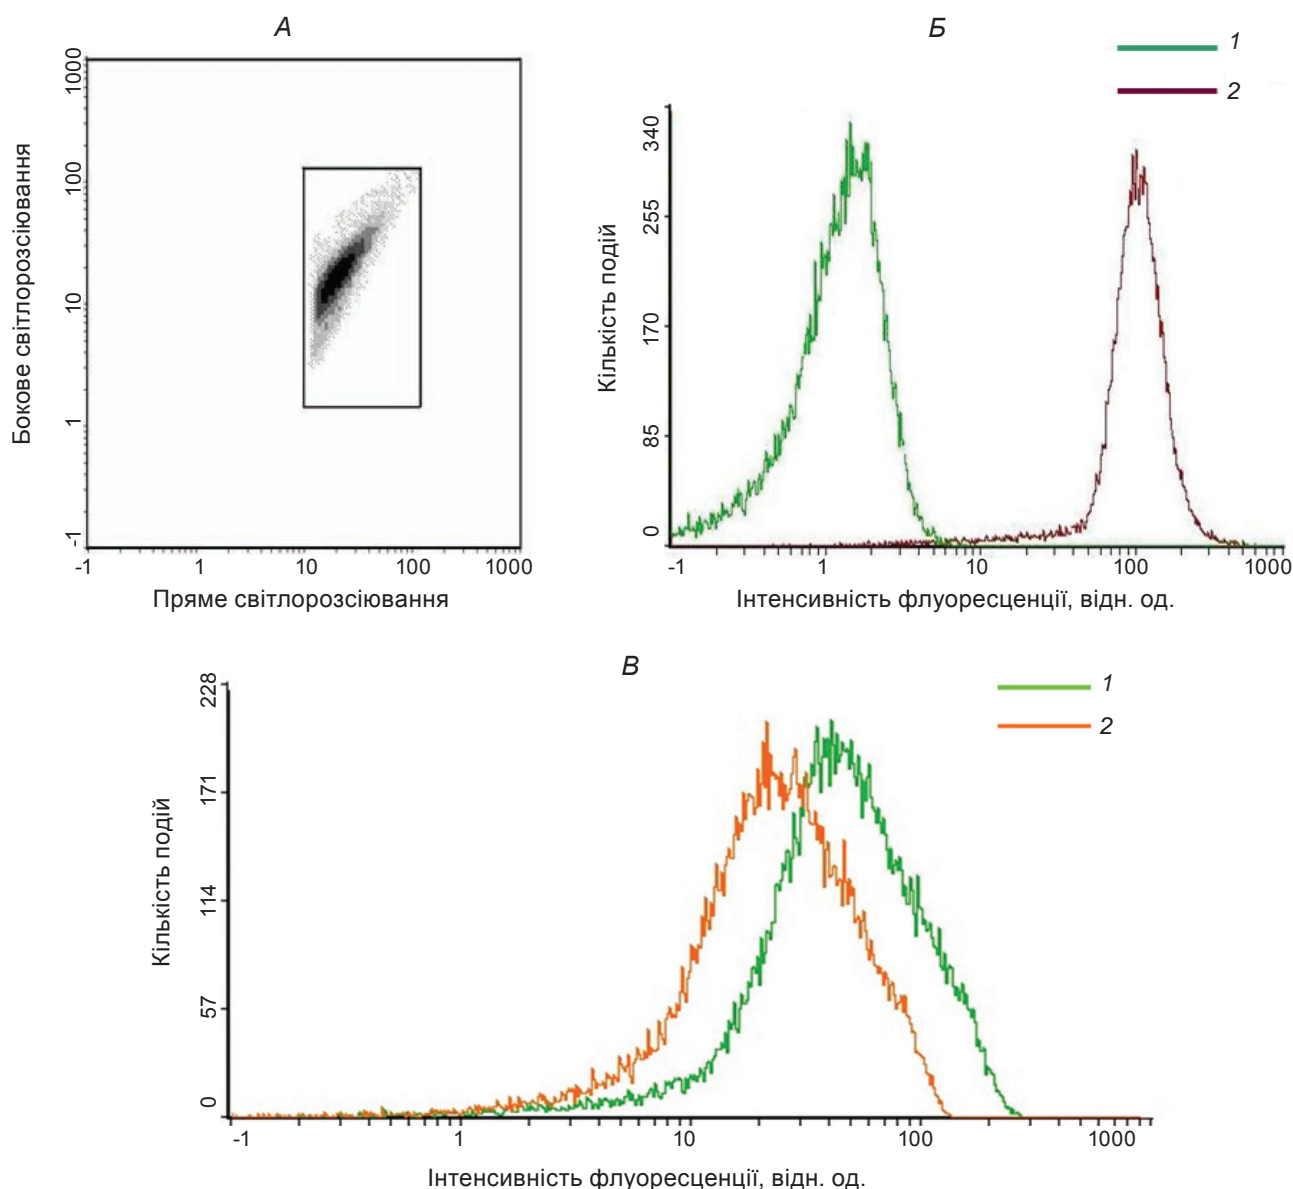 А
Бокове світлорозсіювання
1000
100
10
1
-1
-1 1 10 100 1000
Пряме світлорозсіювання
Б
1
2
Кількість подій
340
255
170
85
0
-1 1 10 100 1000
Інтенсивність флуоресценції, відн. од.
В
1
2
Кількість подій
228
171
114
57
0
-1 1 10 100 1000
Інтенсивність флуоресценції, відн. од.